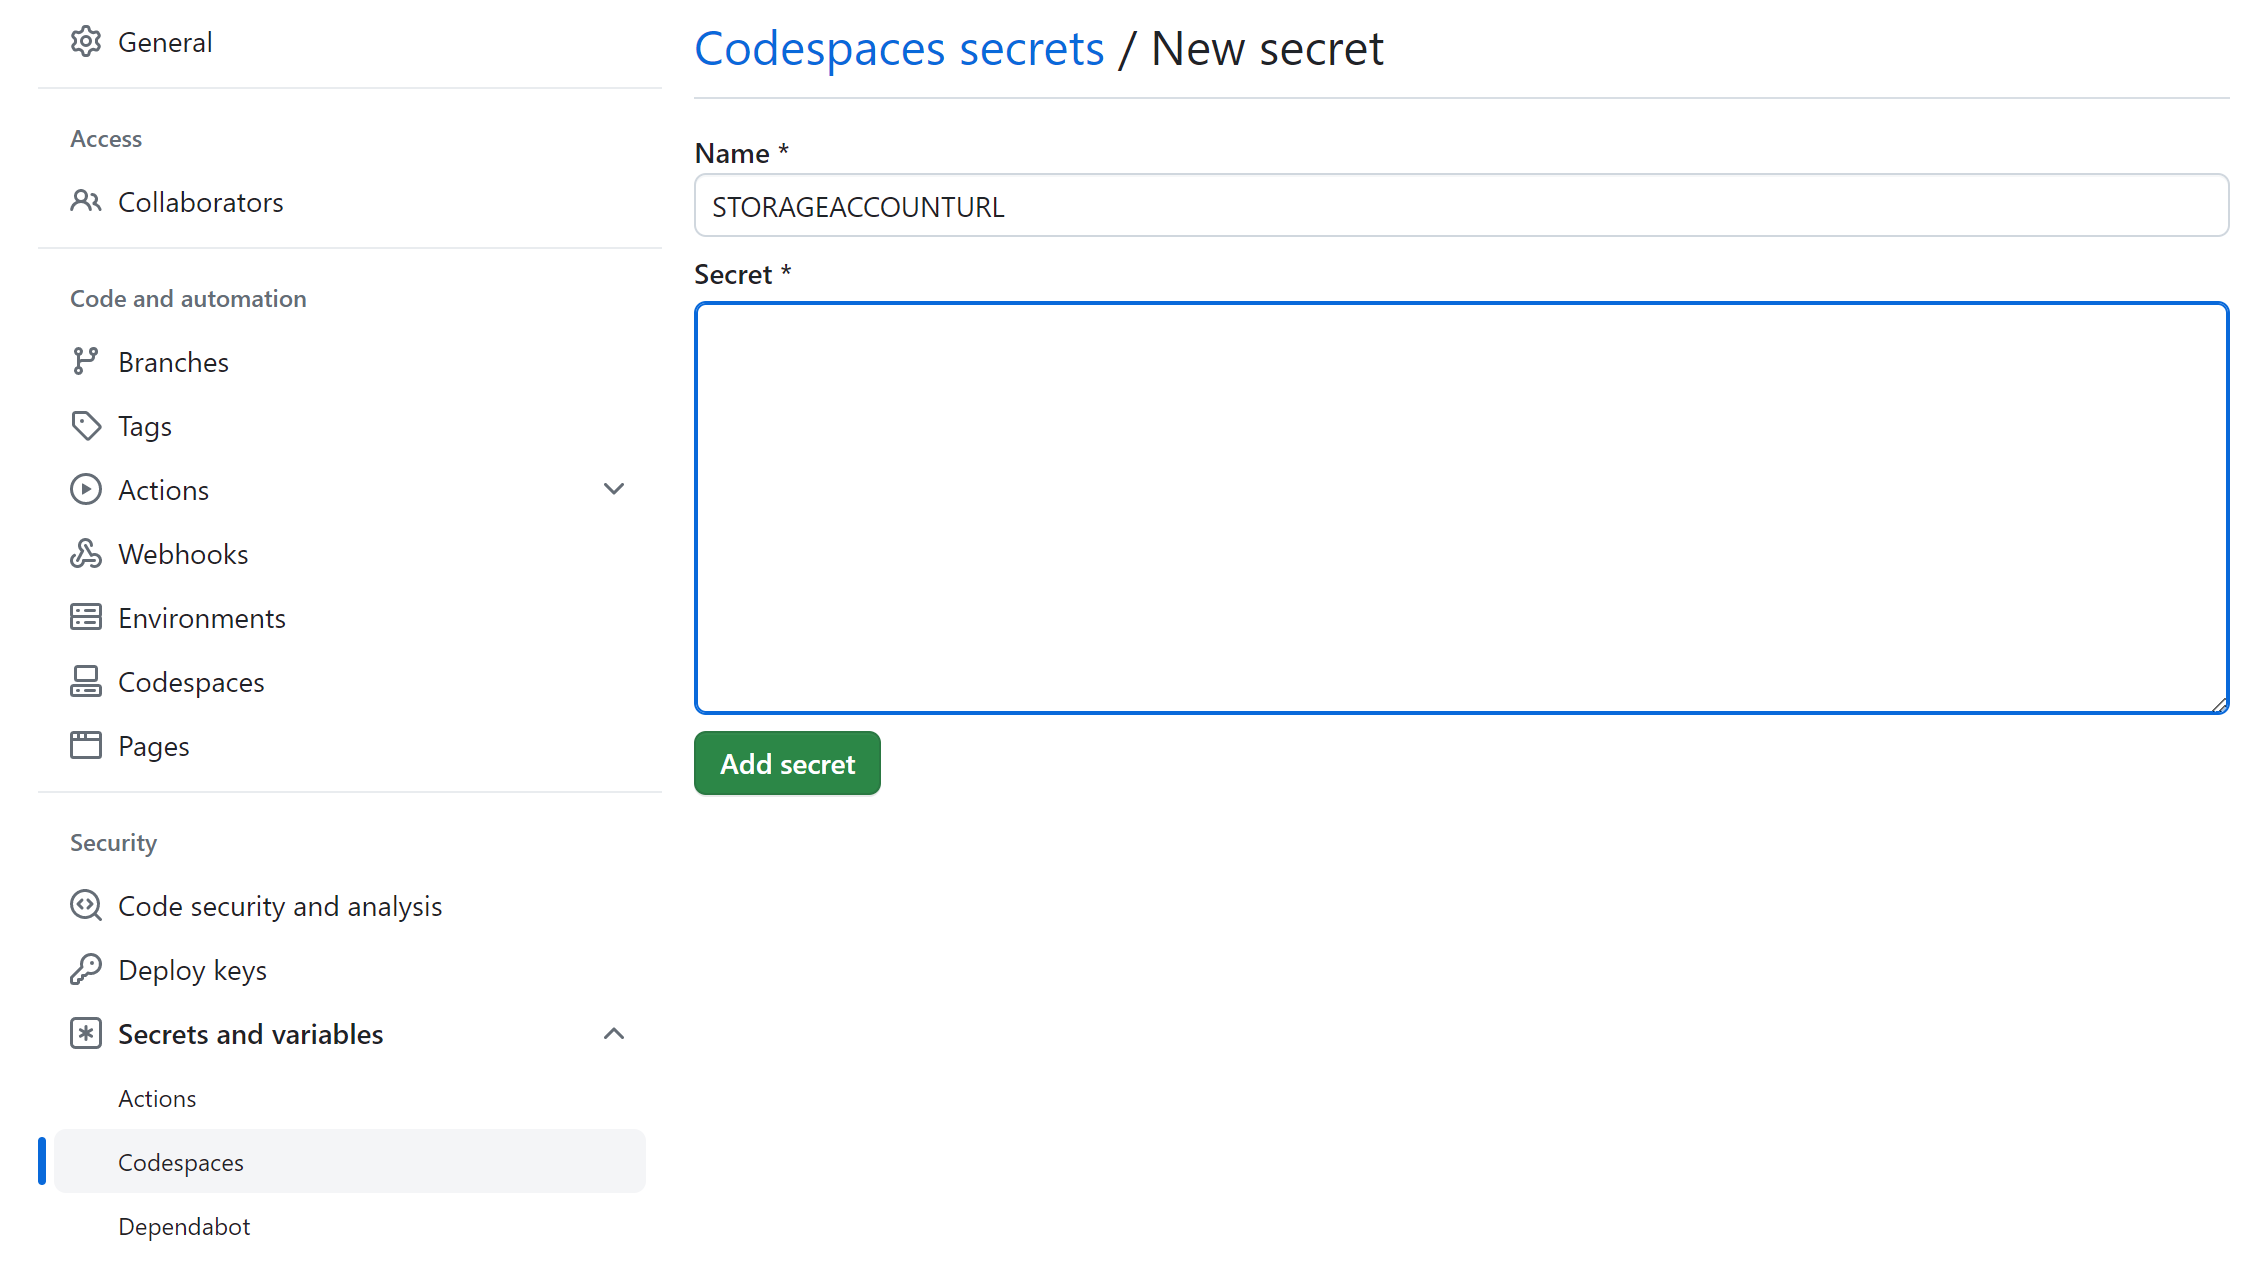 General
Access
Collaborators
Code and automation
Branches
Tags
Actions
Webhooks
Environments
Codespaces
Pages
Security
Code security and analysis
Deploy keys
Secrets and variables
Actions
Codespaces
Dependabot
Codespaces secrets / New secret
Name *
STORAGEACCOUNTURL
Secret *
Add secret